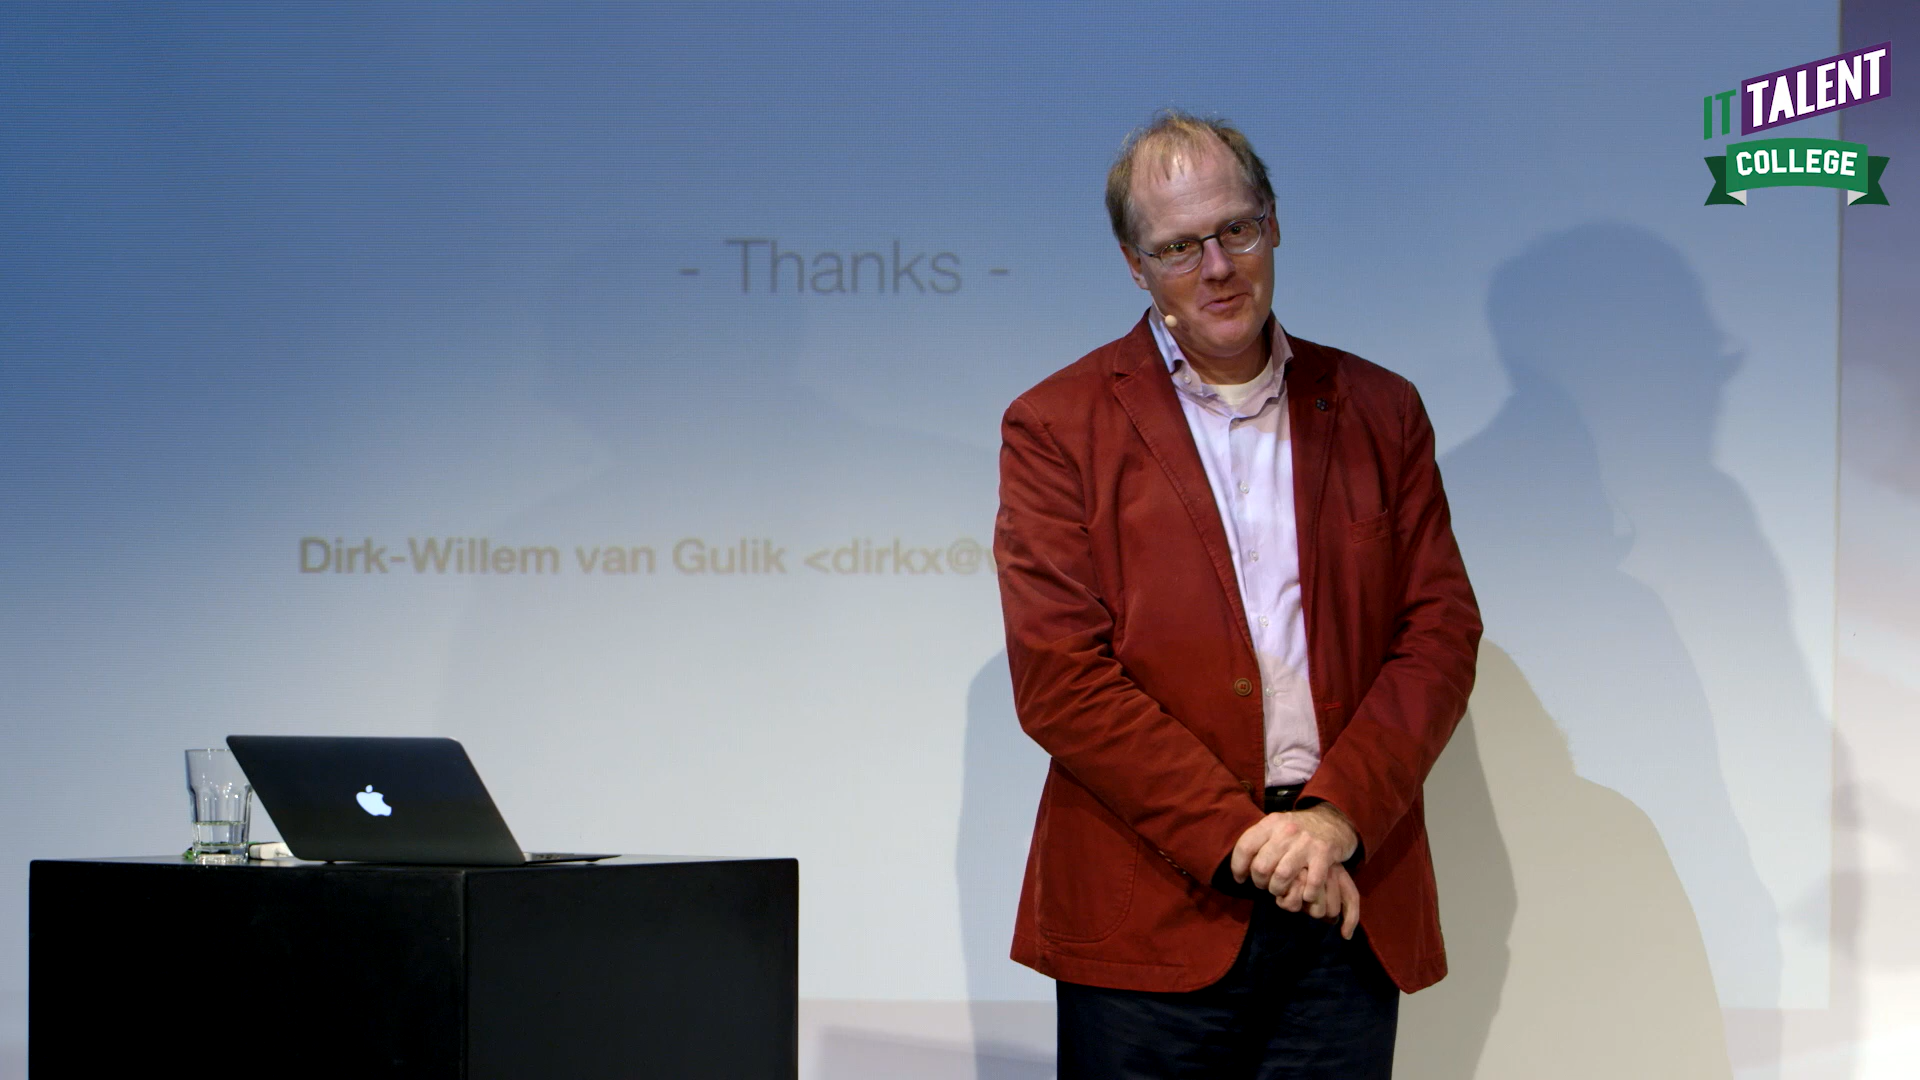 IT TALENT
COLLEGE
- Thanks -
Dirk-Willem van Gulik <dirkx@